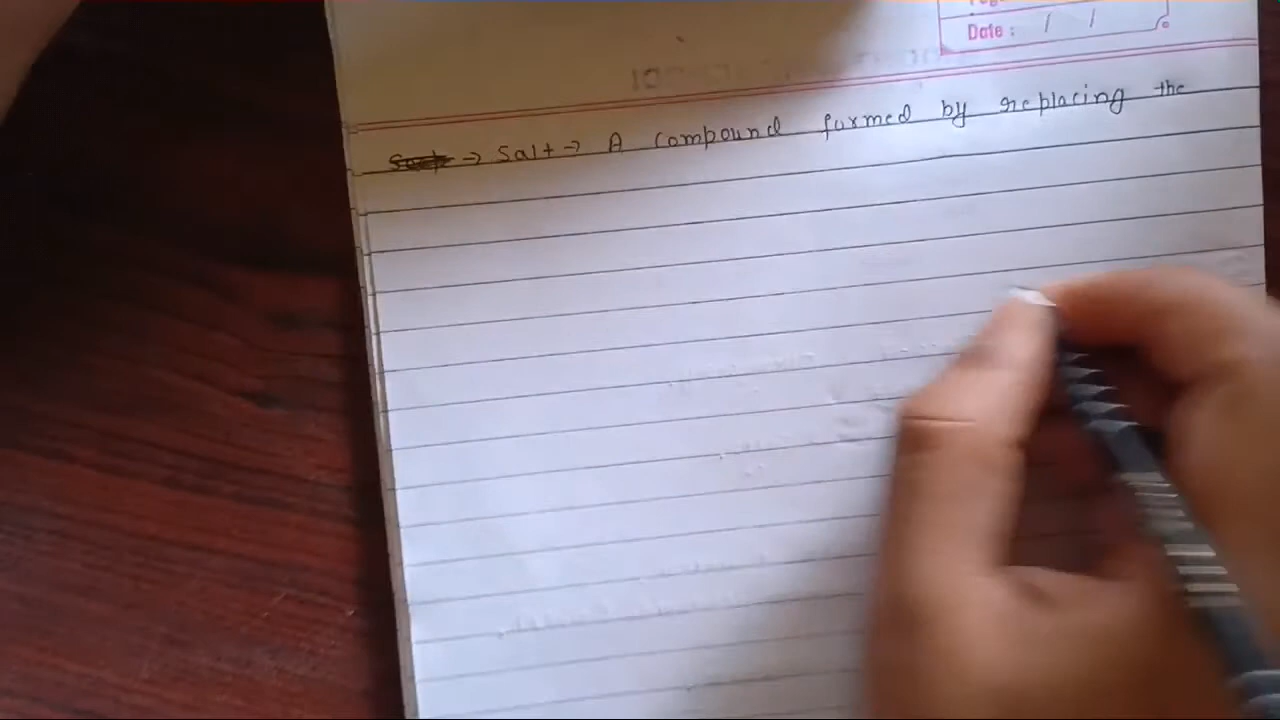 Date : / /
→ Salt → A compound formed by replacing the